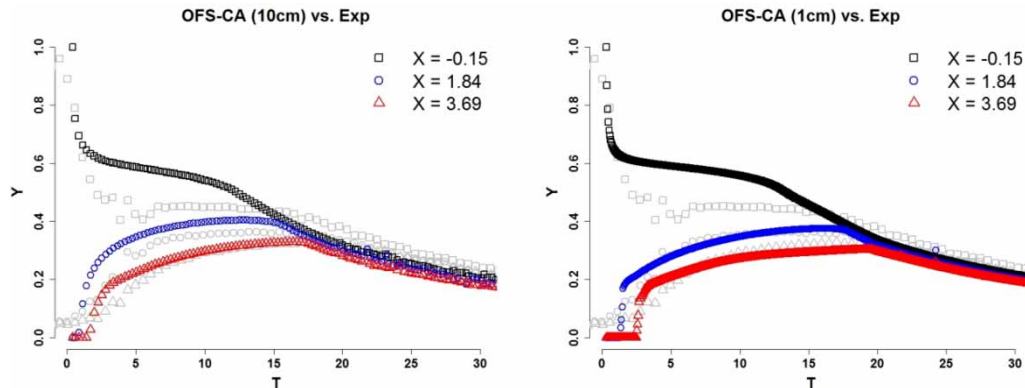 OFS-CA (10cm) vs. Exp
X = -0.15
X = 1.84
X = 3.69
Y
0.0
0.2
0.4
0.6
0.8
1.0
0 5 10 15 20 25 30
T
OFS-CA (1cm) vs. Exp
X = -0.15
X = 1.84
X = 3.69
Y
0.0
0.2
0.4
0.6
0.8
1.0
0 5 10 15 20 25 30
T